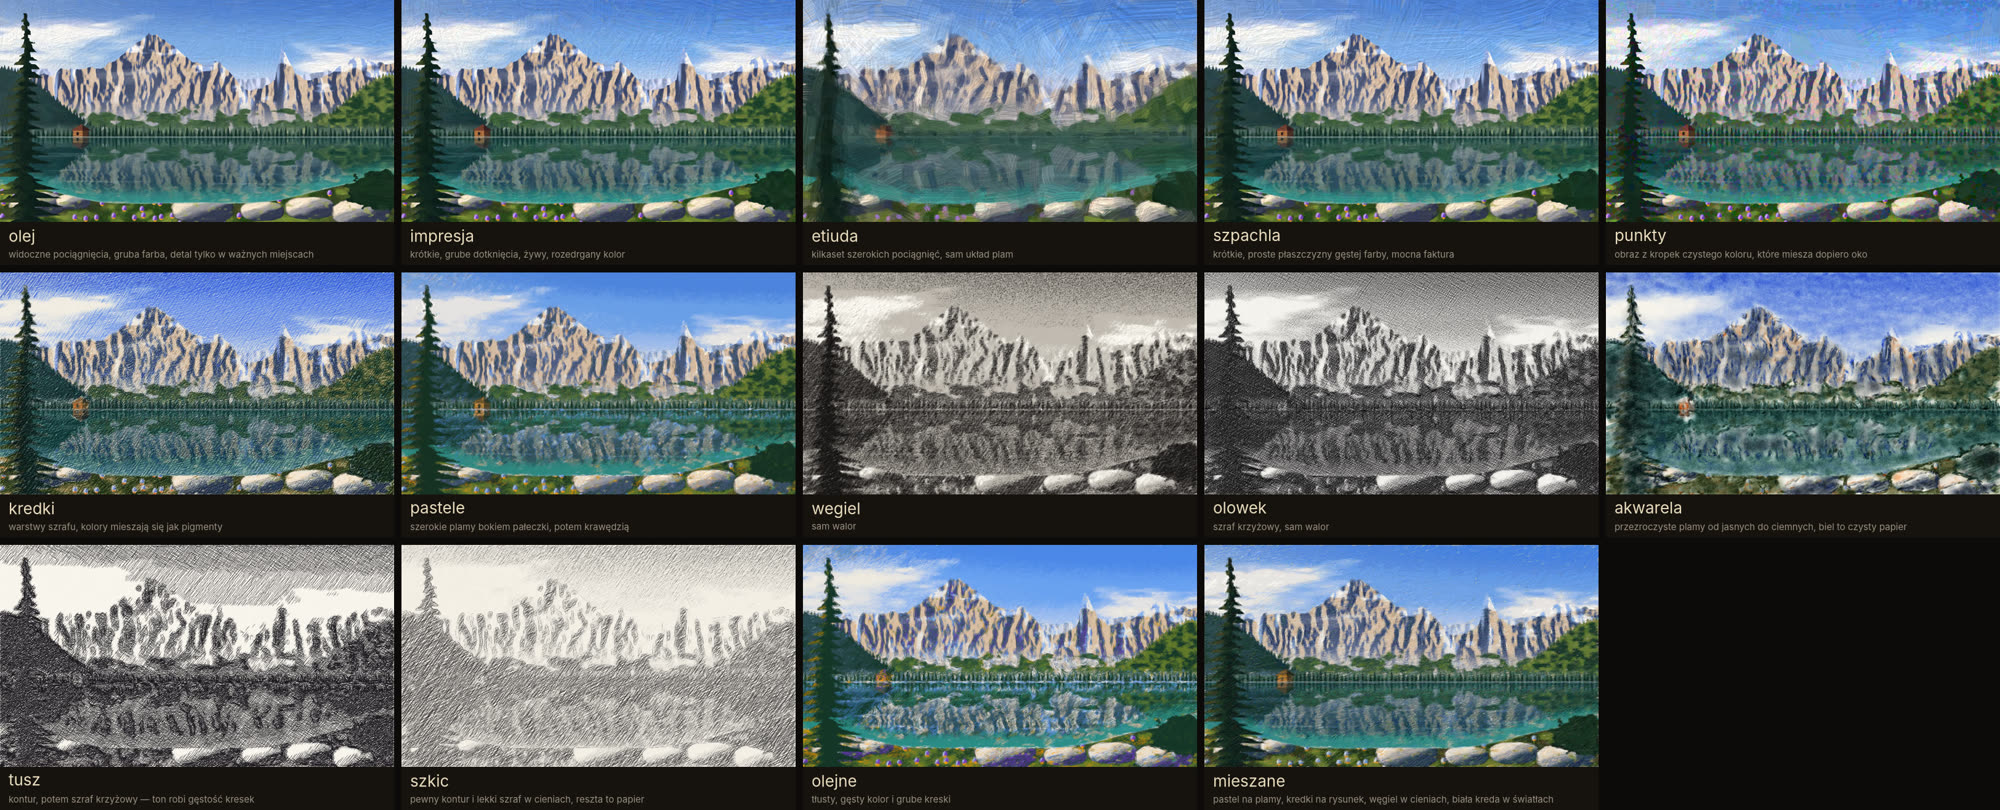 olej
widoczne pociągnięcia, gruba farba, detal tylko w ważnych miejscach
impresja
krótkie, grube dotknięcia, żywy, rozedrgany kolor
etiuda
kilkaset szerokich pociągnięć, sam układ plam
szpachla
krótkie, proste płaszczyzny gęstej farby, mocna faktura
punkty
obraz z kropek czystego koloru, które miesza dopiero oko
kredki
warstwy szrafu, kolory mieszają się jak pigmenty
pastele
szerokie plamy bokiem pałeczki, potem krawędzią
wegiel
sam walor
olowek
szraf krzyżowy, sam walor
akwarela
przezroczyste plamy od jasnych do ciemnych, biel to czysty papier
tusz
kontur, potem szraf krzyżowy — ton robi gęstość kresek
szkic
pewny kontur i lekki szraf w cieniach, reszta to papier
olejne
tłusty, gęsty kolor i grube kreski
mieszane
pastel na plamy, kredki na rysunek, węgiel w cieniach, biała kreda w światłach